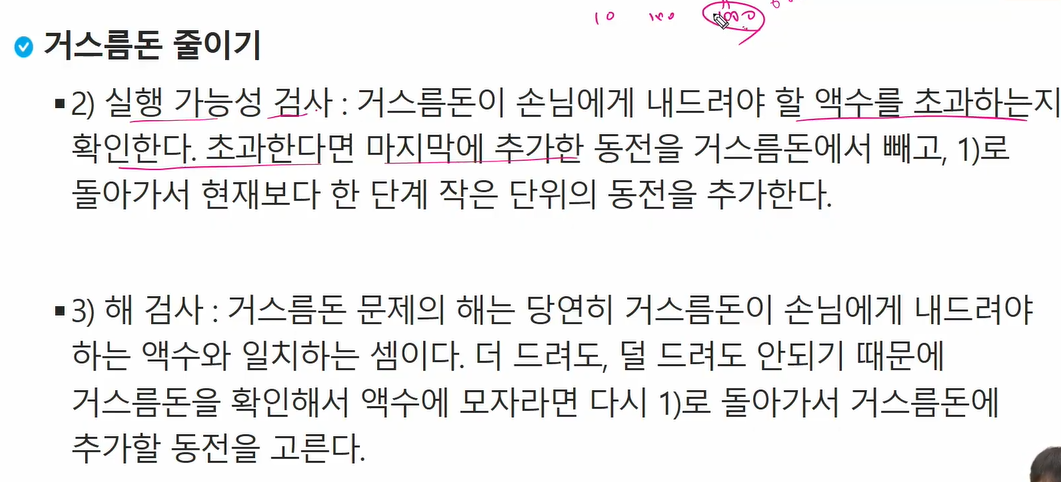 10 100 1000
거스름돈 줄이기
▪ 2) 실행 가능성 검사 : 거스름돈이 손님에게 내드려야 할 액수를 초과하는지
확인한다. 초과한다면 마지막에 추가한 동전을 거스름돈에서 빼고, 1)로
돌아가서 현재보다 한 단계 작은 단위의 동전을 추가한다.
▪ 3) 해 검사 : 거스름돈 문제의 해는 당연히 거스름돈이 손님에게 내드려야
하는 액수와 일치하는 셈이다. 더 드려도, 덜 드려도 안되기 때문에
거스름돈을 확인해서 액수에 모자라면 다시 1)로 돌아가서 거스름돈에
추가할 동전을 고른다.